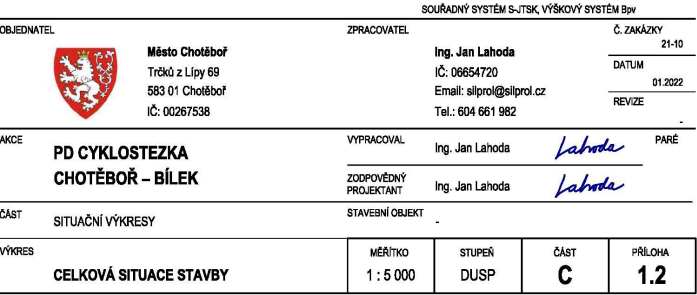 SOUŘADNÝ SYSTÉM S-JTSK, VÝŠKOVÝ SYSTÉM Bpv
OBJEDNATEL
Město Chotěboř
Trčků z Lípy 69
583 01 Chotěboř
IČ: 00267538
ZPRACOVATEL
Ing. Jan Lahoda
IČ: 06654720
Email: silprol@silprol.cz
Tel.: 604 661 982
Č. ZAKÁZKY
21-10
DATUM
01.2022
REVIZE
-
AKCE
PD CYKLOSTEZKA
CHOTĚBOŘ – BÍLEK
VYPRACOVAL
Ing. Jan Lahoda
Lahoda
PARÉ
ZODPOVĚDNÝ
PROJEKTANT
Ing. Jan Lahoda
Lahoda
ČÁST
SITUAČNÍ VÝKRESY
STAVEBNÍ OBJEKT
-
VÝKRES
CELKOVÁ SITUACE STAVBY
MĚŘÍTKO
1 : 5 000
STUPEŇ
DUSP
ČÁST
C
PŘÍLOHA
1.2